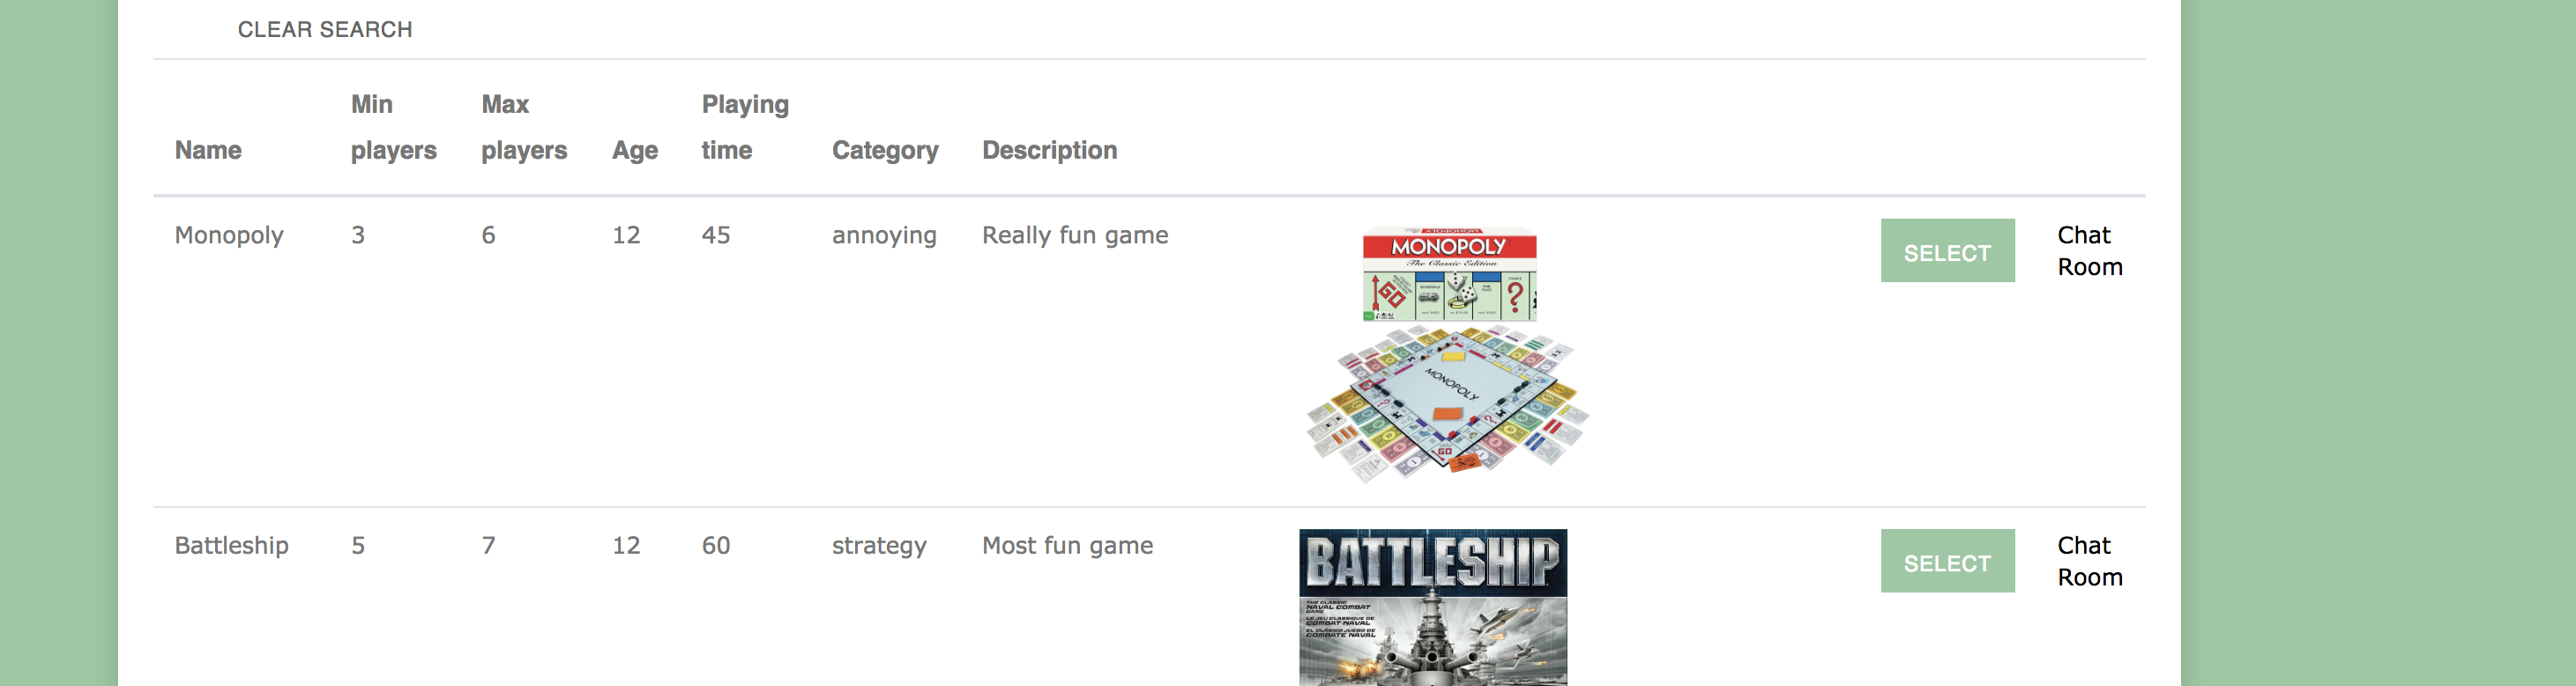 CLEAR SEARCH
Min Max Playing
Name players players Age time Category Description
Monopoly 3 6 12 45 annoying Really fun game SELECT Chat
Room
MONOPOLY
The Classic Edition
GO
?
MONOPOLY
GO
Battleship 5 7 12 60 strategy Most fun game SELECT Chat
Room
BATTLESHIP
THE CLASSIC
NAVAL COMBAT
GAME
LE JEU CLASSIQUE DE
COMBAT NAVAL
EL CLÁSICO JUEGO DE
COMBATE NAVAL